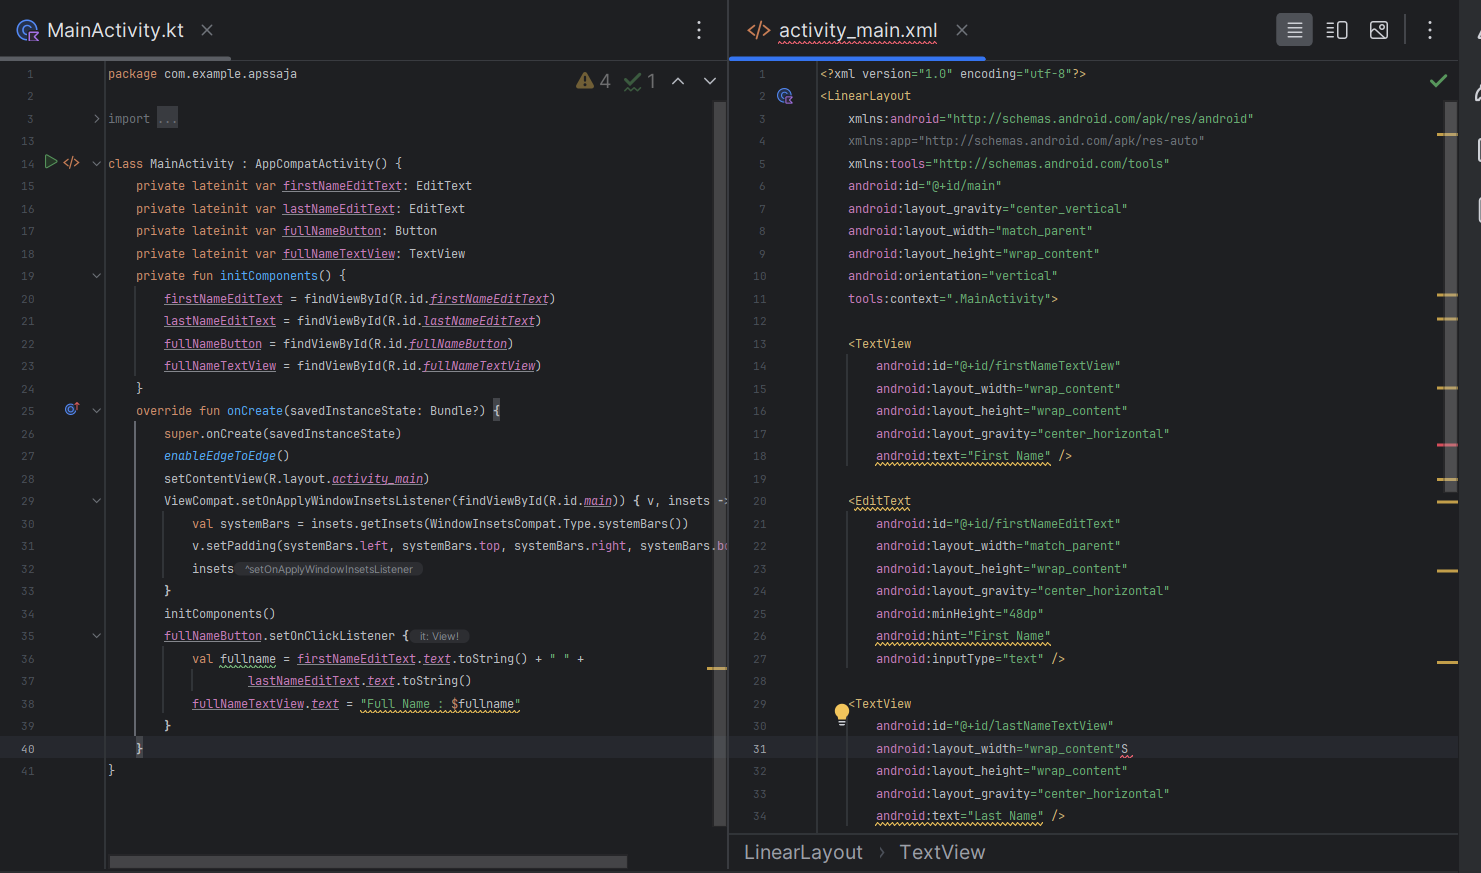 MainActivity.kt
4 1
1 package com.example.apssaja
2
3 import ...
13
14 class MainActivity : AppCompatActivity() {
15 private lateinit var firstNameEditText: EditText
16 private lateinit var lastNameEditText: EditText
17 private lateinit var fullNameButton: Button
18 private lateinit var fullNameTextView: TextView
19 private fun initComponents() {
20 firstNameEditText = findViewById(R.id.firstNameEditText)
21 lastNameEditText = findViewById(R.id.lastNameEditText)
22 fullNameButton = findViewById(R.id.fullNameButton)
23 fullNameTextView = findViewById(R.id.fullNameTextView)
24 }
25 override fun onCreate(savedInstanceState: Bundle?) {
26 super.onCreate(savedInstanceState)
27 enableEdgeToEdge()
28 setContentView(R.layout.activity_main)
29 ViewCompat.setOnApplyWindowInsetsListener(findViewById(R.id.main)) { v, insets -
30 val systemBars = insets.getInsets(WindowInsetsCompat.Type.systemBars())
31 v.setPadding(systemBars.left, systemBars.top, systemBars.right, systemBars.bo
32 insets ^setOnApplyWindowInsetsListener
33 }
34 initComponents()
35 fullNameButton.setOnClickListener { it: View!
36 val fullname = firstNameEditText.text.toString() + " " +
37 lastNameEditText.text.toString()
38 fullNameTextView.text = "Full Name : $fullname"
39 }
40 }
41 }
</> activity_main.xml
1 <?xml version="1.0" encoding="utf-8"?>
2 <LinearLayout
3 xmlns:android="http://schemas.android.com/apk/res/android"
4 xmlns:app="http://schemas.android.com/apk/res-auto"
5 xmlns:tools="http://schemas.android.com/tools"
6 android:id="@+id/main"
7 android:layout_gravity="center_vertical"
8 android:layout_width="match_parent"
9 android:layout_height="wrap_content"
10 android:orientation="vertical"
11 tools:context=".MainActivity">
12
13 <TextView
14 android:id="@+id/firstNameTextView"
15 android:layout_width="wrap_content"
16 android:layout_height="wrap_content"
17 android:layout_gravity="center_horizontal"
18 android:text="First Name" />
19
20 <EditText
21 android:id="@+id/firstNameEditText"
22 android:layout_width="match_parent"
23 android:layout_height="wrap_content"
24 android:layout_gravity="center_horizontal"
25 android:minHeight="48dp"
26 android:hint="First Name"
27 android:inputType="text" />
28
29 <TextView
30 android:id="@+id/lastNameTextView"
31 android:layout_width="wrap_content"S
32 android:layout_height="wrap_content"
33 android:layout_gravity="center_horizontal"
34 android:text="Last Name" />
LinearLayout › TextView